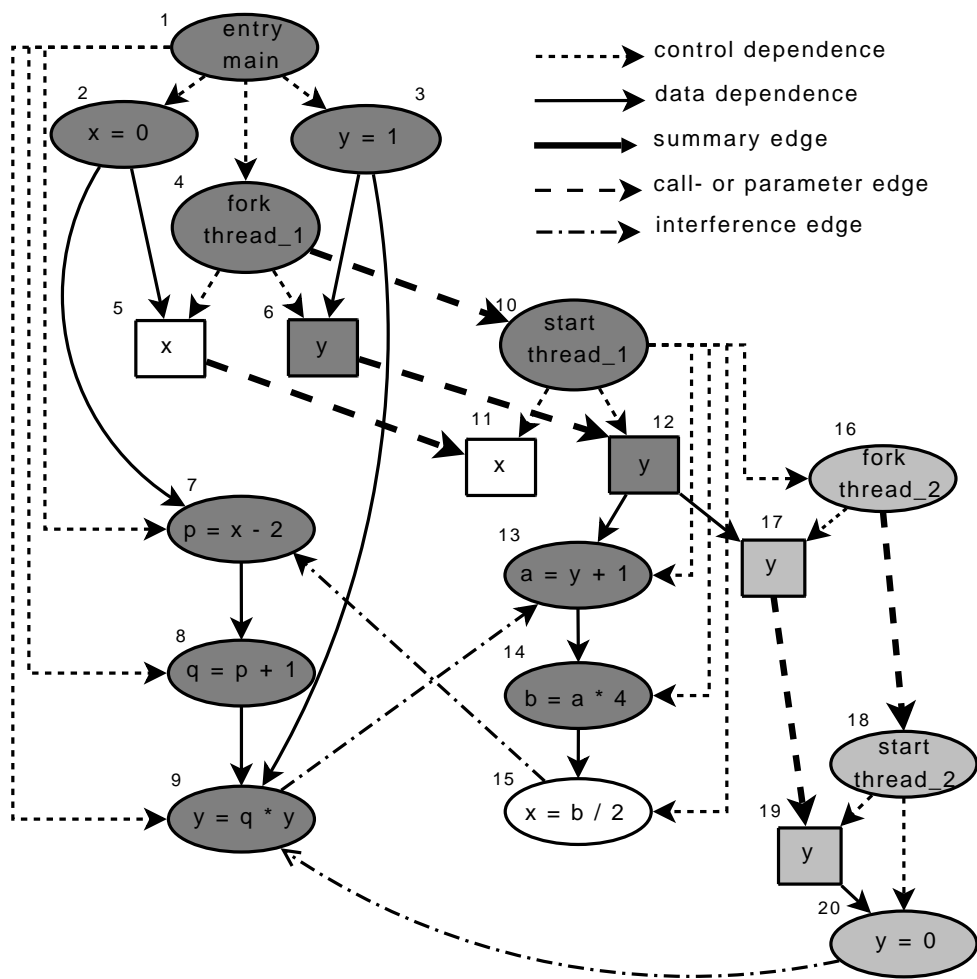 1
entry
main
control dependence
2
3
data dependence
x = 0
y = 1
summary edge
4
call- or parameter edge
fork
thread_1
interference edge
5
x
6
y
10
start
thread_1
11
x
12
y
16
fork
thread_2
7
p = x - 2
13
a = y + 1
17
y
8
q = p + 1
14
b = a * 4
18
start
thread_2
9
y = q * y
15
x = b / 2
19
y
20
y = 0